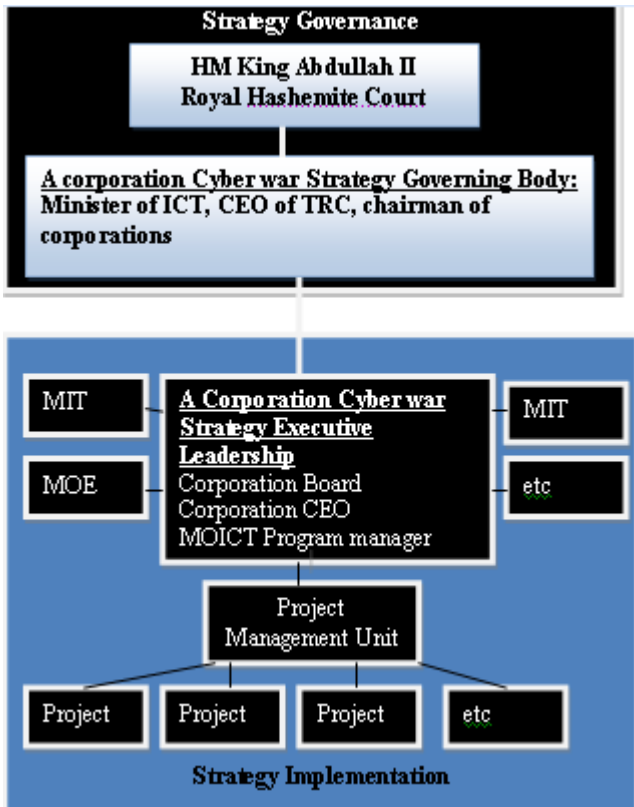 Strategy Governance
HM King Abdullah II
Royal Hashemite Court
A corporation Cyber war Strategy Governing Body:
Minister of ICT, CEO of TRC, chairman of
corporations
MIT
MOE
A Corporation Cyber war
Strategy Executive
Leadership
Corporation Board
Corporation CEO
MOICT Program manager
MIT
etc
Project
Management Unit
Project
Project
Project
etc
Strategy Implementation